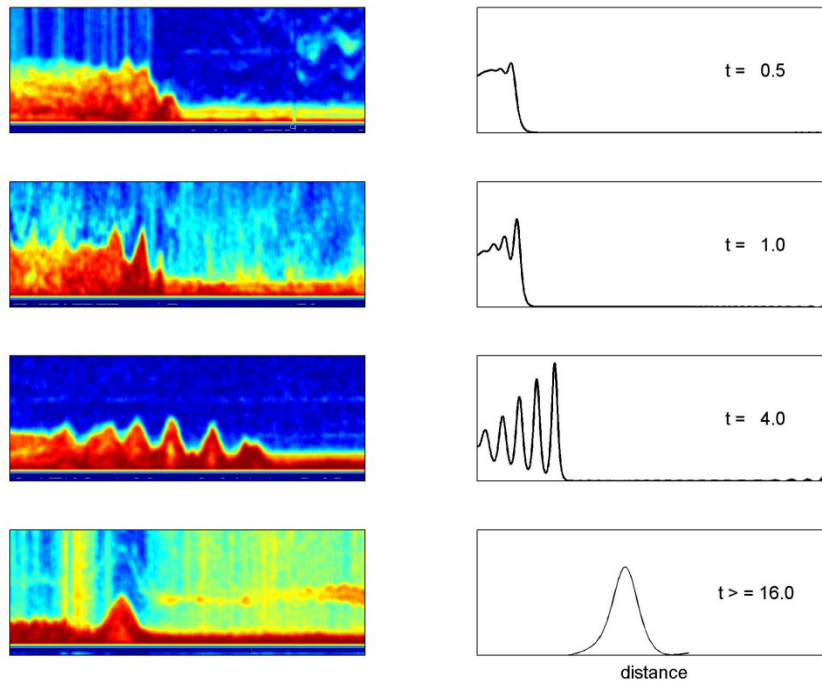 t = 0.5
t = 1.0
t = 4.0
t > = 16.0
distance